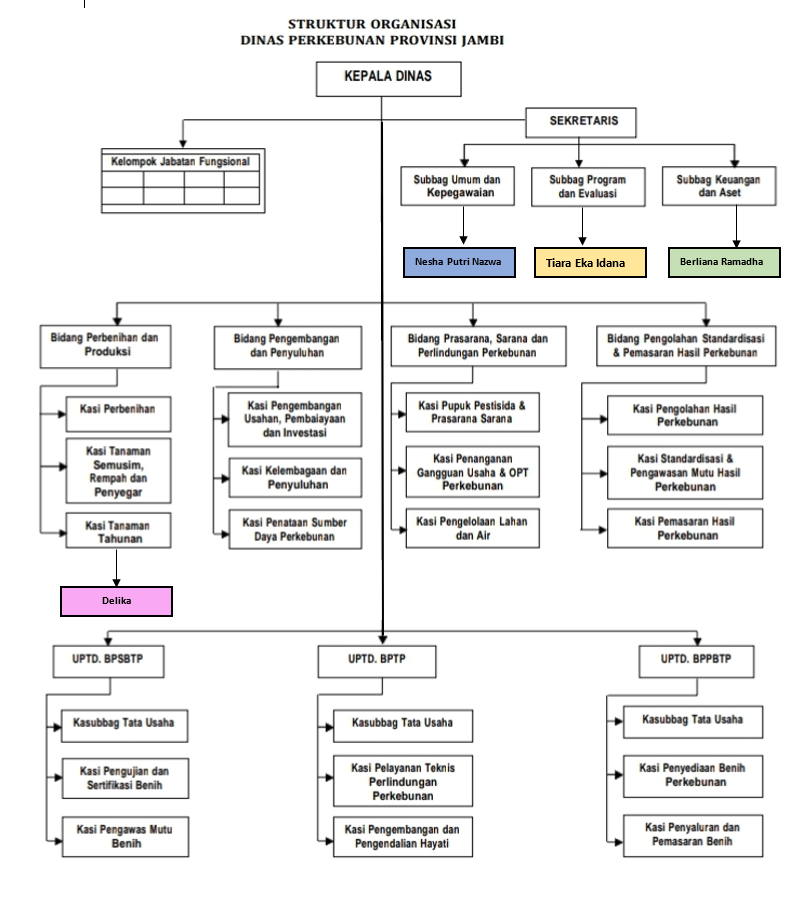 STRUKTUR ORGANISASI
DINAS PERKEBUNAN PROVINSI JAMBI
KEPALA DINAS
SEKRETARIS
Kelompok Jabatan Fungsional
Subbag Umum dan
Kepegawaian
Subbag Program
dan Evaluasi
Subbag Keuangan
dan Aset
Nesha Putri Nazwa
Tiara Eka Idana
Berliana Ramadha
Bidang Perbenihan dan
Produksi
Kasi Perbenihan
Kasi Tanaman
Semusim,
Rempah dan
Penyegar
Kasi Tanaman
Tahunan
Delika
Bidang Pengembangan
dan Penyuluhan
Kasi Pengembangan
Usahan, Pembaiayaan
dan Investasi
Kasi Kelembagaan dan
Penyuluhan
Kasi Penataan Sumber
Daya Perkebunan
Bidang Prasarana, Sarana dan
Perlindungan Perkebunan
Kasi Pupuk Pestisida &
Prasarana Sarana
Kasi Penanganan
Gangguan Usaha & OPT
Perkebunan
Kasi Pengelolaan Lahan
dan Air
Bidang Pengolahan Standardisasi
& Pemasaran Hasil Perkebunan
Kasi Pengolahan Hasil
Perkebunan
Kasi Standardisasi &
Pengawasan Mutu Hasil
Perkebunan
Kasi Pemasaran Hasil
Perkebunan
UPTD. BPSBTP
Kasubbag Tata Usaha
Kasi Pengujian dan
Sertifikasi Benih
Kasi Pengawas Mutu
Benih
UPTD. BPTP
Kasubbag Tata Usaha
Kasi Pelayanan Teknis
Perlindungan
Perkebunan
Kasi Pengembangan dan
Pengendalian Hayati
UPTD. BPPBTP
Kasubbag Tata Usaha
Kasi Penyediaan Benih
Perkebunan
Kasi Penyaluran dan
Pemasaran Benih